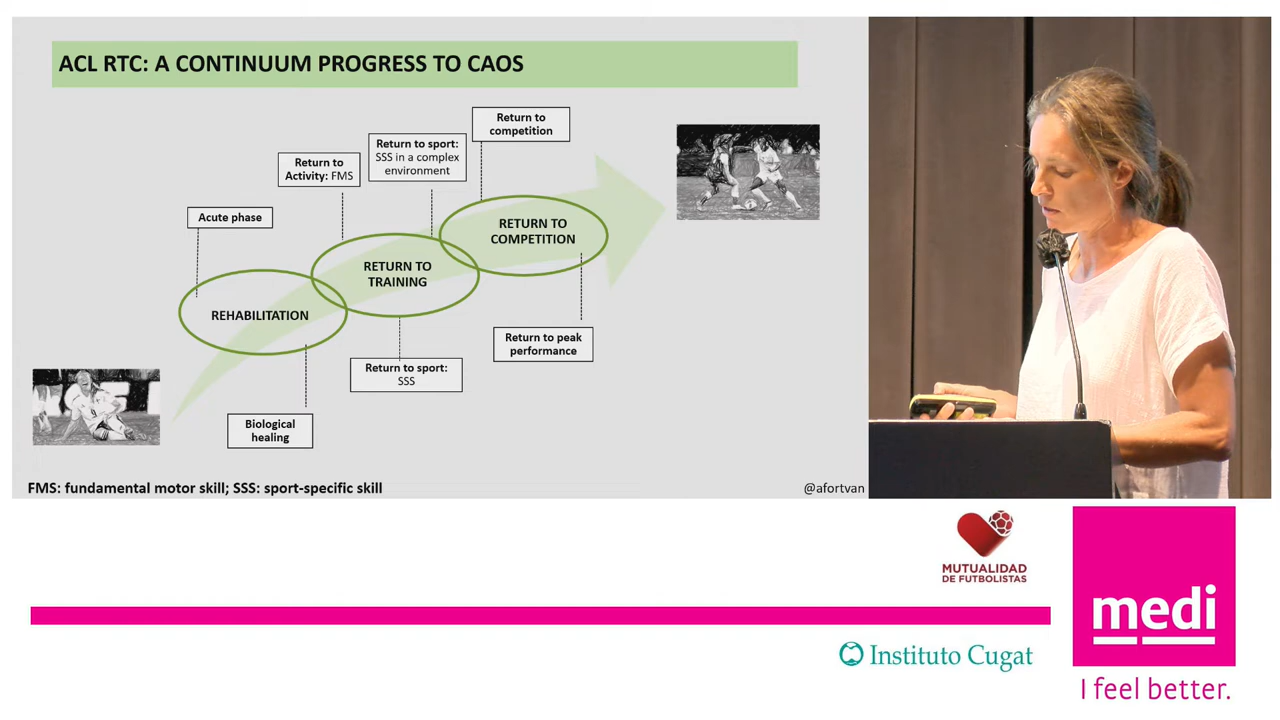 ACL RTC: A CONTINUUM PROGRESS TO CAOS
Return to
competition
Return to sport:
SSS in a complex
environment
Return to
Activity: FMS
Acute phase
RETURN TO
COMPETITION
RETURN TO
TRAINING
REHABILITATION
Return to peak
performance
Return to sport:
SSS
Biological
healing
FMS: fundamental motor skill; SSS: sport-specific skill
@afortvan
MUTUALIDAD
DE FUTBOLISTAS
medi
Instituto Cugat
I feel better.